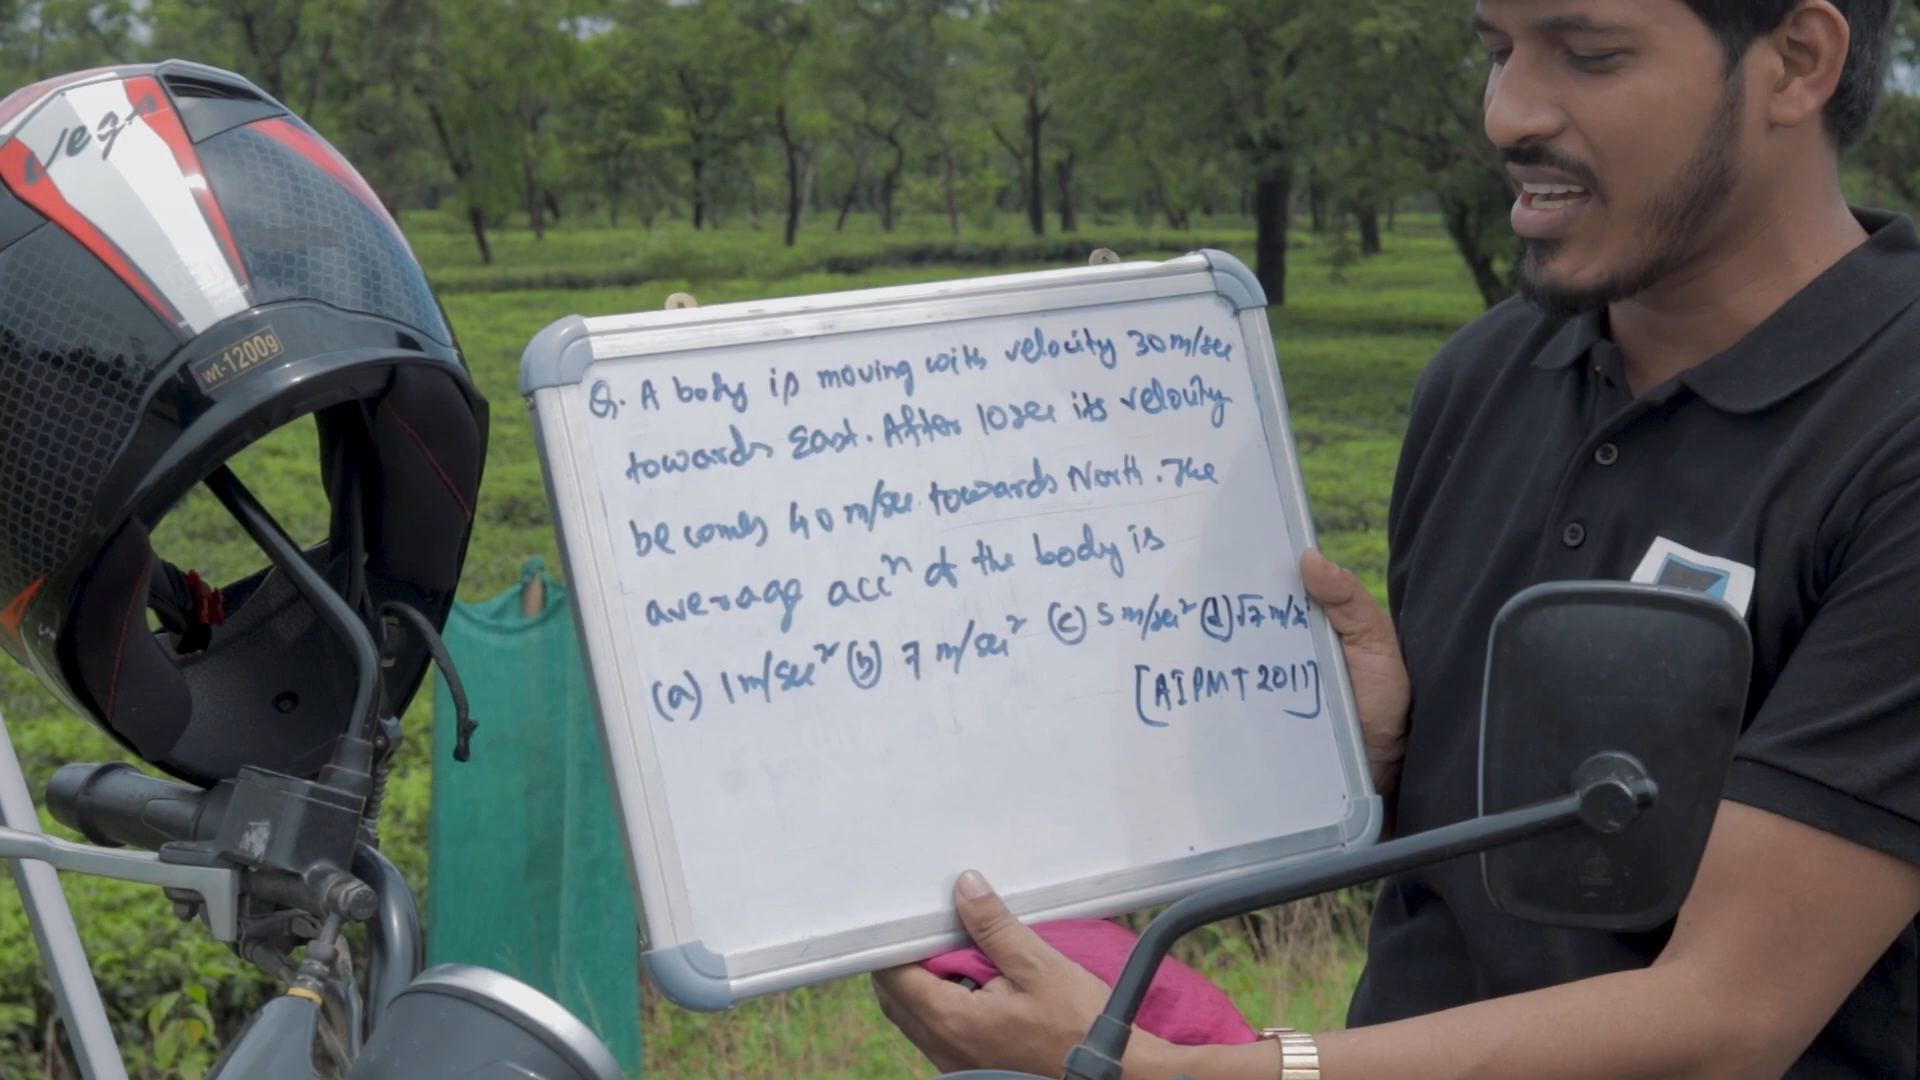 vega
wt-1200g
Q. A body is moving with velocity 30 m/sec
towards East. After 10 sec its velocity
becomes 40 m/sec towards North. The
average accⁿ of the body is
(a) 1 m/sec² (b) 7 m/sec² (c) 5 m/sec² (d) √7 m/s²
[AIPMT 2011]